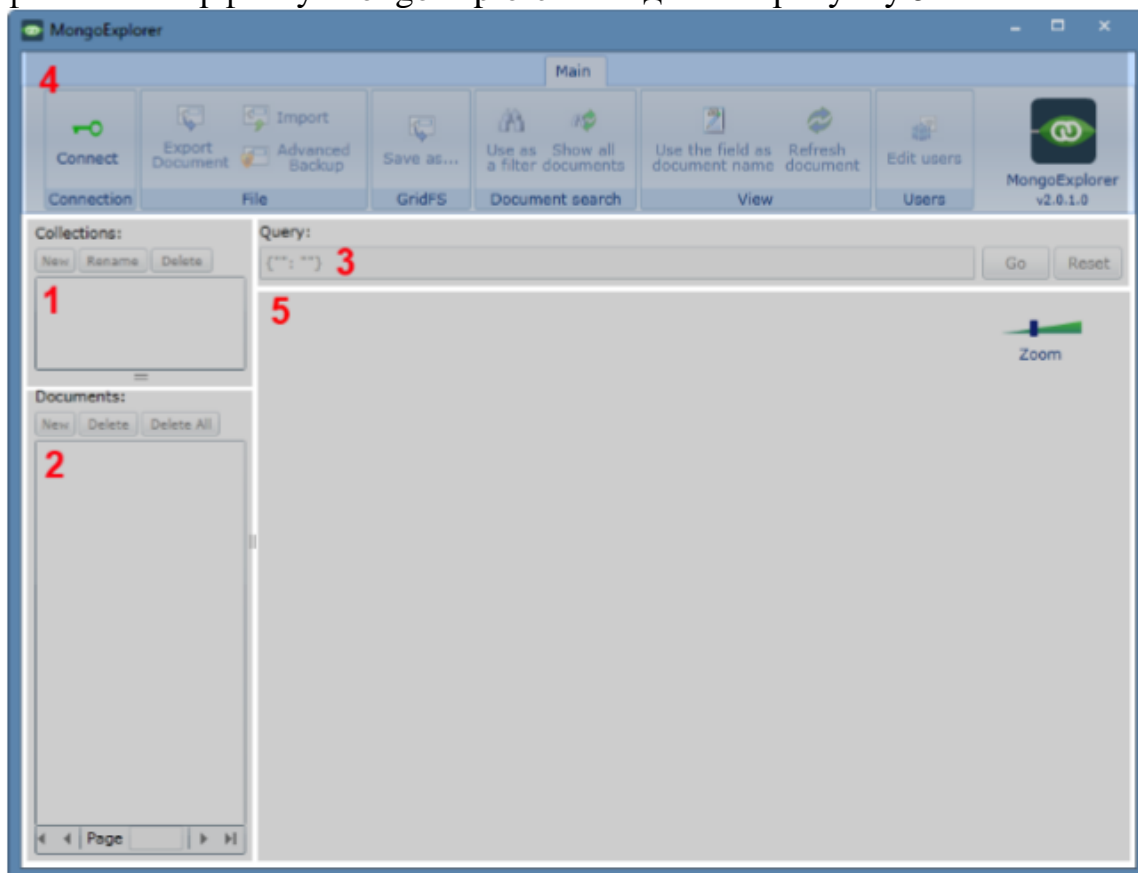 MongoExplorer
4
Main
Connect
Export
Document
Import
Advanced
Backup
Save as...
Use as
a filter
Show all
documents
Use the field as
document name
Refresh
document
Edit users
MongoExplorer
v2.0.1.0
Connection
File
GridFS
Document search
View
Users
Collections:
New Rename Delete
1
Query:
{"": ""} 3
Go Reset
5
Zoom
Documents:
New Delete Delete All
2
Page